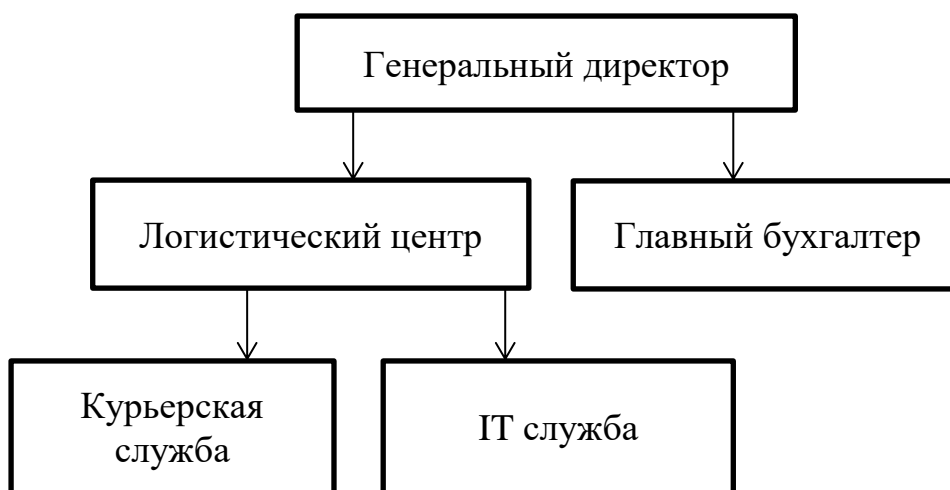 Генеральный директор
Логистический центр
Главный бухгалтер
Курьерская
служба
IT служба